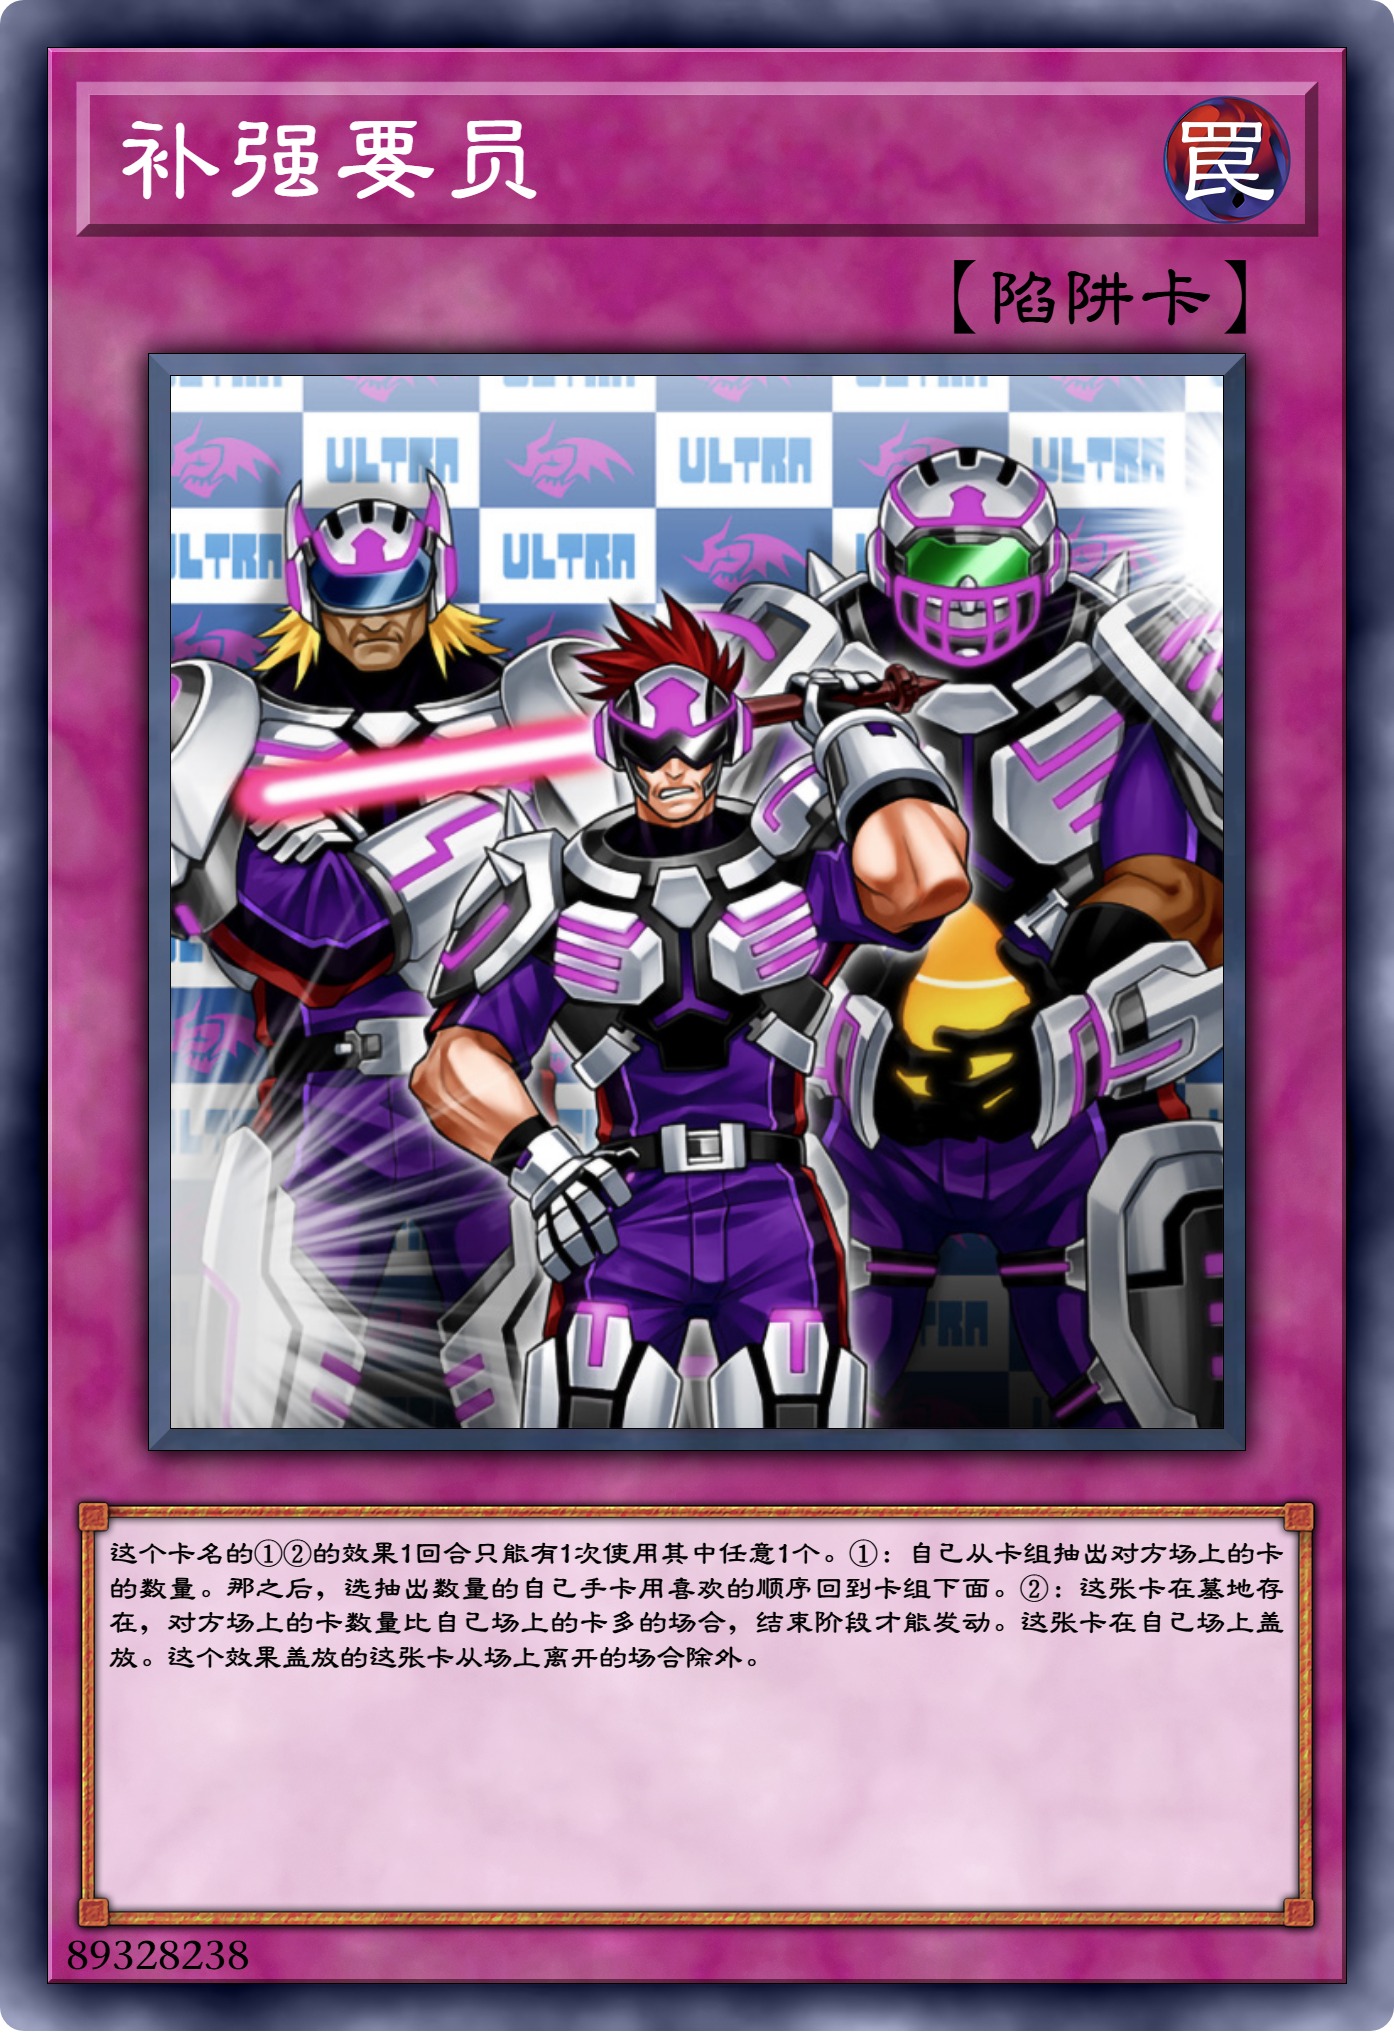 补强要员
罠
【陷阱卡】
ULTRA ULTRA ULTRA
ULTRA ULTRA
这个卡名的①②的效果1回合只能有1次使用其中任意1个。①：自己从卡组抽出对方场上的卡
的数量。那之后，选抽出数量的自己手卡用喜欢的顺序回到卡组下面。②：这张卡在墓地存
在，对方场上的卡数量比自己场上的卡多的场合，结束阶段才能发动。这张卡在自己场上盖
放。这个效果盖放的这张卡从场上离开的场合除外。
89328238